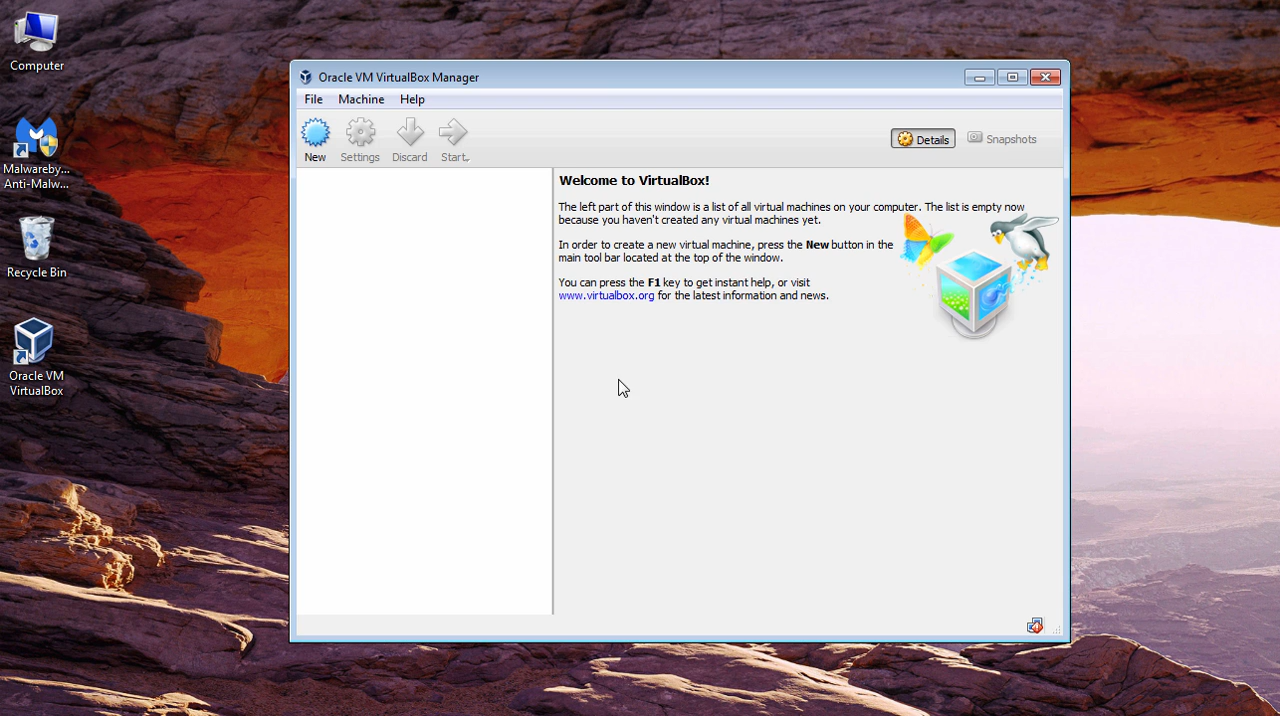 Computer
Malwareby...
Anti-Malw...
Recycle Bin
Oracle VM
VirtualBox
Oracle VM VirtualBox Manager
File Machine Help
New Settings Discard Start
Details Snapshots
Welcome to VirtualBox!
The left part of this window is a list of all virtual machines on your computer. The list is empty now
because you haven't created any virtual machines yet.
In order to create a new virtual machine, press the New button in the
main tool bar located at the top of the window.
You can press the F1 key to get instant help, or visit
www.virtualbox.org for the latest information and news.